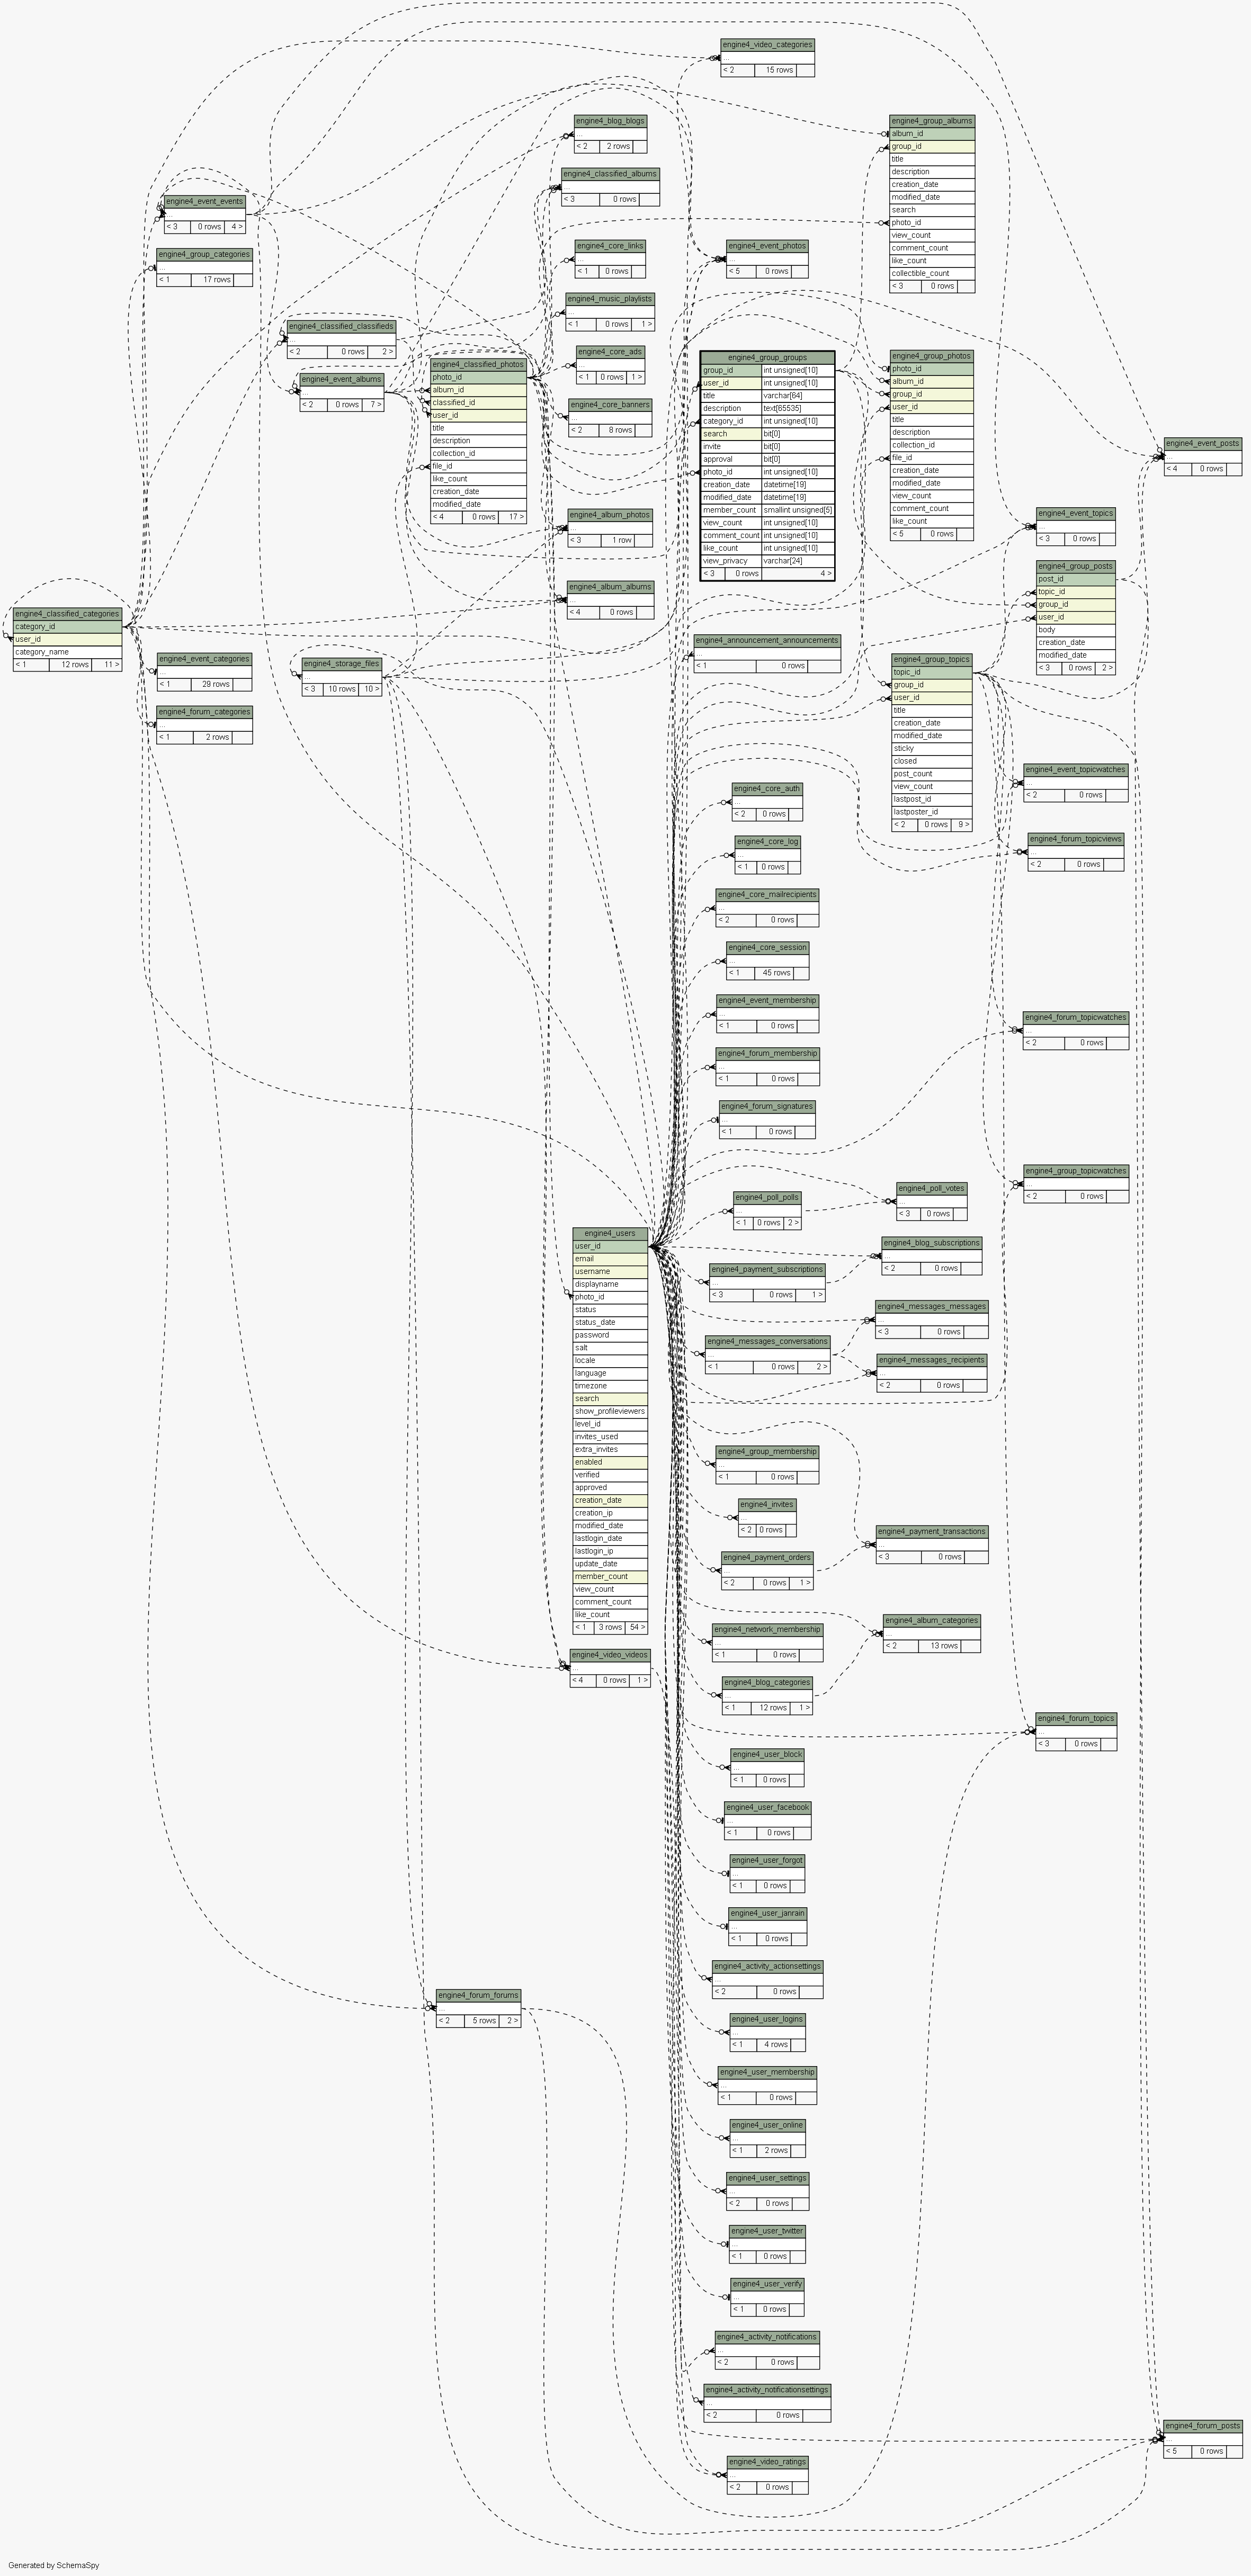 engine4_video_categories
...
< 2 15 rows
engine4_blog_blogs
...
< 2 2 rows
engine4_group_albums
album_id
group_id
title
description
creation_date
modified_date
search
photo_id
view_count
comment_count
like_count
collectible_count
< 3 0 rows
engine4_classified_albums
...
< 3 0 rows
engine4_event_events
...
< 3 0 rows 4 >
engine4_group_categories
...
< 1 17 rows
engine4_core_links
...
< 1 0 rows
engine4_event_photos
...
< 5 0 rows
engine4_music_playlists
...
< 1 0 rows 1 >
engine4_classified_classifieds
...
< 2 0 rows 2 >
engine4_core_ads
...
< 1 0 rows 1 >
engine4_event_albums
...
< 2 0 rows 7 >
engine4_classified_photos
photo_id
album_id
classified_id
user_id
title
description
collection_id
file_id
like_count
creation_date
modified_date
< 4 0 rows 17 >
engine4_core_banners
...
< 2 8 rows
engine4_group_groups
group_id int unsigned[10]
user_id int unsigned[10]
title varchar[64]
description text[65535]
category_id int unsigned[10]
search bit[0]
invite bit[0]
approval bit[0]
photo_id int unsigned[10]
creation_date datetime[19]
modified_date datetime[19]
member_count smallint unsigned[5]
view_count int unsigned[10]
comment_count int unsigned[10]
like_count int unsigned[10]
view_privacy varchar[24]
< 3 0 rows 4 >
engine4_group_photos
photo_id
album_id
group_id
user_id
title
description
collection_id
file_id
creation_date
modified_date
view_count
comment_count
like_count
< 5 0 rows
engine4_event_posts
...
< 4 0 rows
engine4_album_photos
...
< 3 1 row
engine4_event_topics
...
< 3 0 rows
engine4_group_posts
post_id
topic_id
group_id
user_id
body
creation_date
modified_date
< 3 0 rows 2 >
engine4_album_albums
...
< 4 0 rows
engine4_classified_categories
category_id
user_id
category_name
< 1 12 rows 11 >
engine4_event_categories
...
< 1 29 rows
engine4_storage_files
...
< 3 10 rows 10 >
engine4_forum_categories
...
< 1 2 rows
engine4_announcement_announcements
...
< 1 0 rows
engine4_group_topics
topic_id
group_id
user_id
title
creation_date
modified_date
sticky
closed
post_count
view_count
lastpost_id
lastposter_id
< 2 0 rows 9 >
engine4_event_topicwatches
...
< 2 0 rows
engine4_core_auth
...
< 2 0 rows
engine4_core_log
...
< 1 0 rows
engine4_forum_topicviews
...
< 2 0 rows
engine4_core_mailrecipients
...
< 2 0 rows
engine4_core_session
...
< 1 45 rows
engine4_event_membership
...
< 1 0 rows
engine4_forum_topicwatches
...
< 2 0 rows
engine4_forum_membership
...
< 1 0 rows
engine4_forum_signatures
...
< 1 0 rows
engine4_group_topicwatches
...
< 2 0 rows
engine4_poll_votes
...
< 3 0 rows
engine4_poll_polls
...
< 1 0 rows 2 >
engine4_users
user_id
email
username
displayname
photo_id
status
status_date
password
salt
locale
language
timezone
search
show_profileviewers
level_id
invites_used
extra_invites
enabled
verified
approved
creation_date
creation_ip
modified_date
lastlogin_date
lastlogin_ip
update_date
member_count
view_count
comment_count
like_count
< 1 3 rows 54 >
engine4_blog_subscriptions
...
< 2 0 rows
engine4_payment_subscriptions
...
< 3 0 rows 1 >
engine4_messages_messages
...
< 3 0 rows
engine4_messages_conversations
...
< 1 0 rows 2 >
engine4_messages_recipients
...
< 2 0 rows
engine4_group_membership
...
< 1 0 rows
engine4_invites
...
< 2 0 rows
engine4_payment_transactions
...
< 3 0 rows
engine4_payment_orders
...
< 2 0 rows 1 >
engine4_album_categories
...
< 2 13 rows
engine4_network_membership
...
< 1 0 rows
engine4_video_videos
...
< 4 0 rows 1 >
engine4_blog_categories
...
< 1 12 rows 1 >
engine4_forum_topics
...
< 3 0 rows
engine4_user_block
...
< 1 0 rows
engine4_user_facebook
...
< 1 0 rows
engine4_user_forgot
...
< 1 0 rows
engine4_user_janrain
...
< 1 0 rows
engine4_activity_actionsettings
...
< 2 0 rows
engine4_forum_forums
...
< 2 5 rows 2 >
engine4_user_logins
...
< 1 4 rows
engine4_user_membership
...
< 1 0 rows
engine4_user_online
...
< 1 2 rows
engine4_user_settings
...
< 2 0 rows
engine4_user_twitter
...
< 1 0 rows
engine4_user_verify
...
< 1 0 rows
engine4_activity_notifications
...
< 2 0 rows
engine4_activity_notificationsettings
...
< 2 0 rows
engine4_forum_posts
...
< 5 0 rows
engine4_video_ratings
...
< 2 0 rows
Generated by SchemaSpy